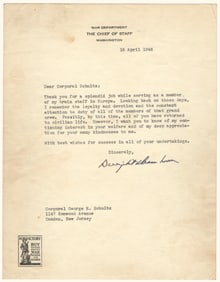 WAR DEPARTMENT
THE CHIEF OF STAFF
WASHINGTON
16 April 1946
Dear Corporal Schultz:
Thank you for a splendid job while serving as a member
of my train staff in Europe. Looking back on those days,
I remember the loyalty and devotion and the constant
attention to duty of all of the members of that grand
crew. Possibly, by this time, all of you have returned
to civilian life. However, I want you to know of my con-
tinuing interest in your welfare and of my deep apprecia-
tion for your many kindnesses to me.
With best wishes for success in all of your undertakings.
Sincerely,
Corporal George E. Schultz
Avenue
Camden, New Jersey